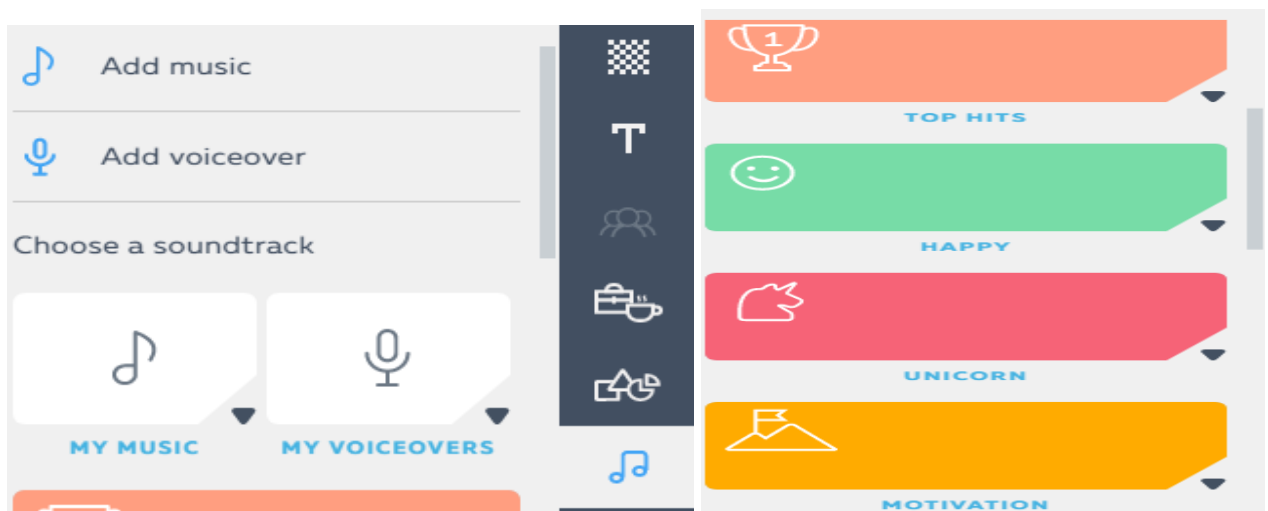 Add music
Add voiceover
Choose a soundtrack
MY MUSIC
MY VOICEOVERS
T
1
TOP HITS
HAPPY
UNICORN
MOTIVATION